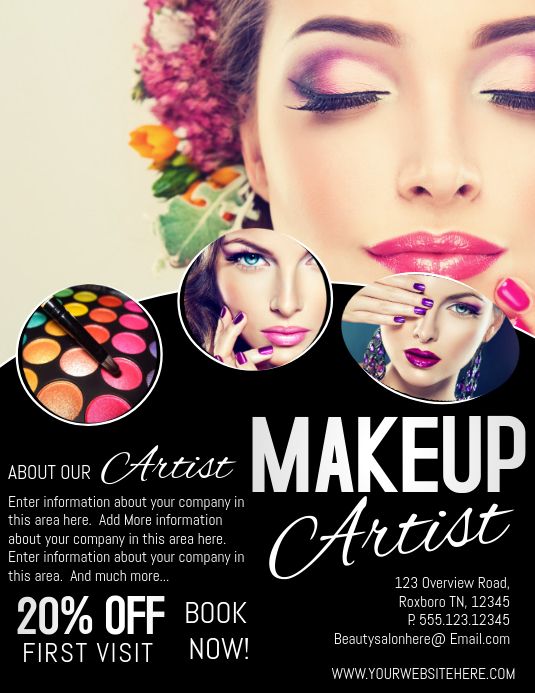 ABOUT OUR Artist
Enter information about your company in
this area here.  Add More information
about your company in this area here.
Enter information about your company in
this area.  And much more...
20% OFF
FIRST VISIT
BOOK
NOW!
MAKEUP
Artist
123 Overview Road,
Roxboro TN, 12345
P. 555.123.12345
Beautysalonhere@ Email.com
WWW.YOURWEBSITEHERE.COM